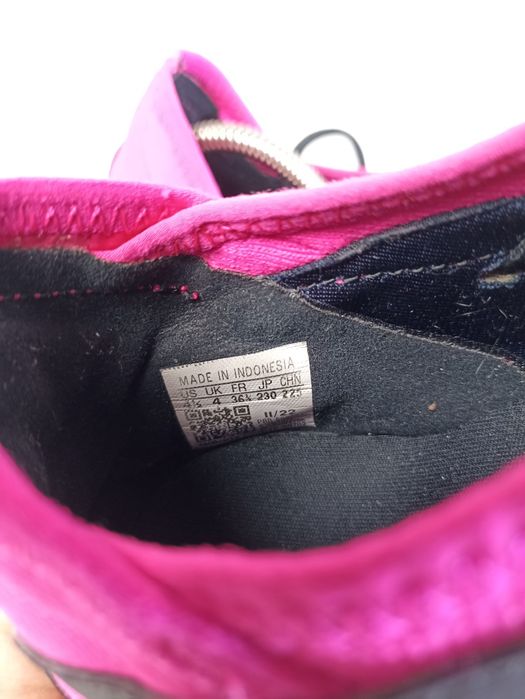 MADE IN INDONESIA
US UK FR JP CHN
4½ 4 36⅔ 230 225
11/22